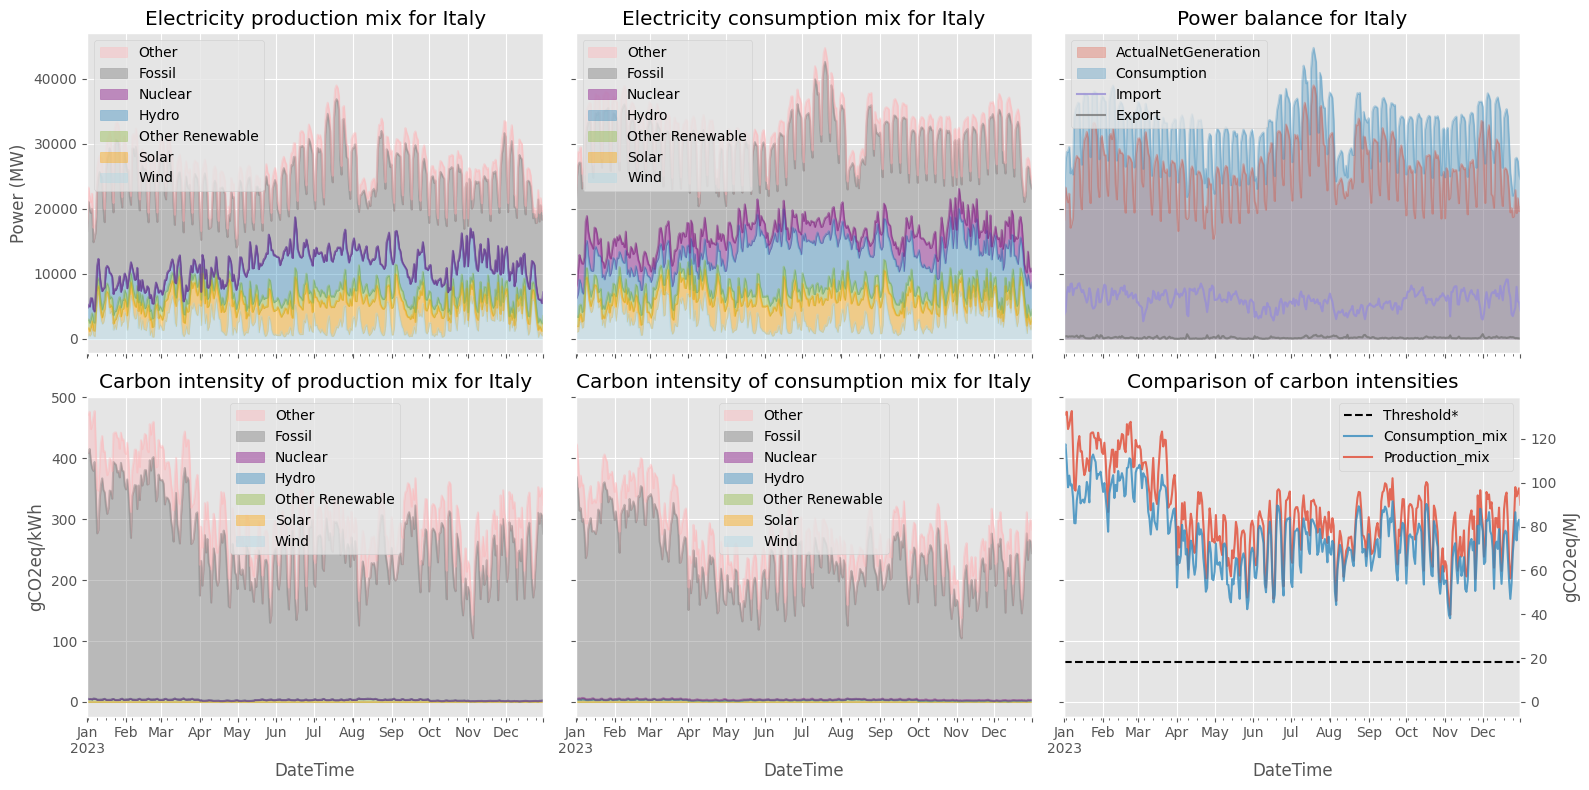 Electricity production mix for Italy
Power (MW)
40000
30000
20000
10000
0
Other
Fossil
Nuclear
Hydro
Other Renewable
Solar
Wind
Electricity consumption mix for Italy
Other
Fossil
Nuclear
Hydro
Other Renewable
Solar
Wind
Power balance for Italy
ActualNetGeneration
Consumption
Import
Export
Carbon intensity of production mix for Italy
gCO2eq/kWh
500
400
300
200
100
0
Other
Fossil
Nuclear
Hydro
Other Renewable
Solar
Wind
Jan Feb Mar Apr May Jun Jul Aug Sep Oct Nov Dec
2023
DateTime
Carbon intensity of consumption mix for Italy
Other
Fossil
Nuclear
Hydro
Other Renewable
Solar
Wind
Jan Feb Mar Apr May Jun Jul Aug Sep Oct Nov Dec
2023
DateTime
Comparison of carbon intensities
Threshold*
Consumption_mix
Production_mix
120
100
80
60
40
20
0
gCO2eq/MJ
Jan Feb Mar Apr May Jun Jul Aug Sep Oct Nov Dec
2023
DateTime